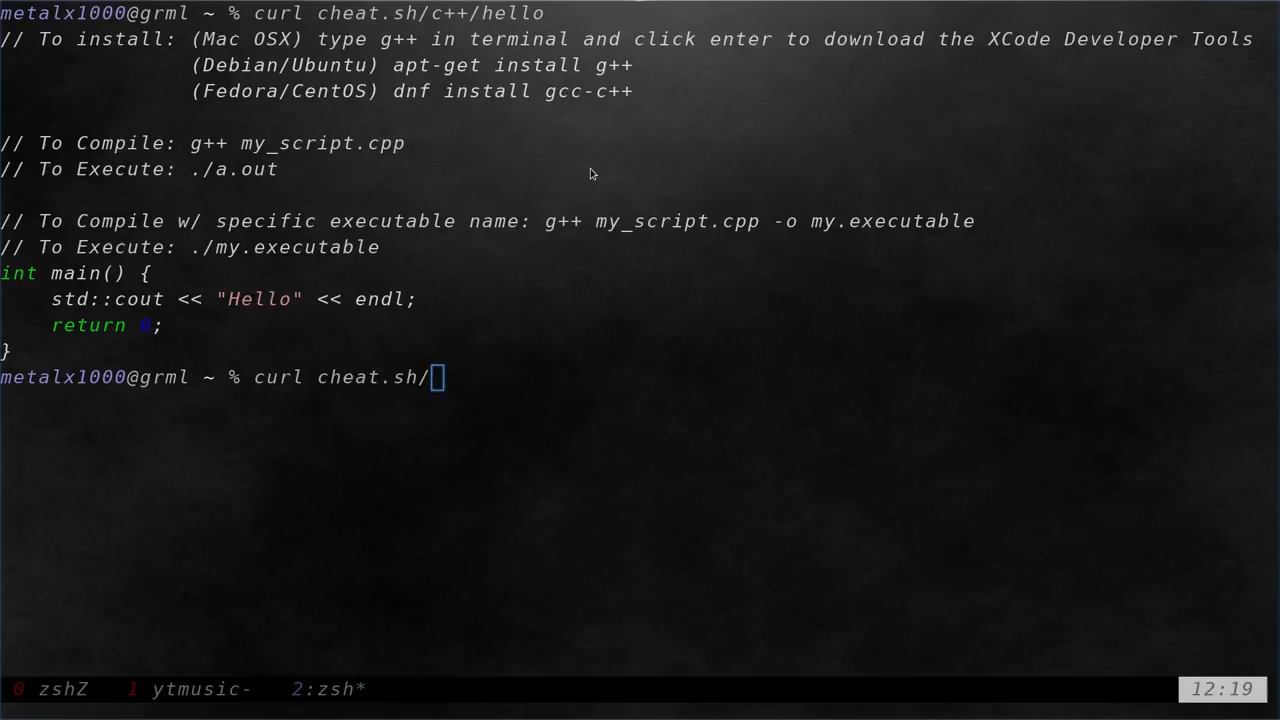 metalx1000@grml ~ % curl cheat.sh/c++/hello
// To install: (Mac OSX) type g++ in terminal and click enter to download the XCode Developer Tools
(Debian/Ubuntu) apt-get install g++
(Fedora/CentOS) dnf install gcc-c++
// To Compile: g++ my_script.cpp
// To Execute: ./a.out
// To Compile w/ specific executable name: g++ my_script.cpp -o my.executable
// To Execute: ./my.executable
int main() {
    std::cout << "Hello" << endl;
    return 0;
}
metalx1000@grml ~ % curl cheat.sh/
0 zshZ 1 ytmusic- 2:zsh* 12:19